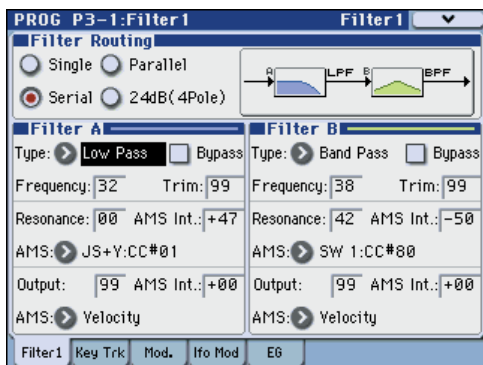 PROG P3-1:Filter1 Filter1
Filter Routing
Single Parallel
Serial 24dB(4Pole)
A LPF B BPF
Filter A
Type: Low Pass Bypass
Frequency: 32 Trim: 99
Resonance: 00 AMS Int.: +47
AMS: JS+Y:CC#01
Output: 99 AMS Int.: +00
AMS: Velocity
Filter B
Type: Band Pass Bypass
Frequency: 38 Trim: 99
Resonance: 42 AMS Int.: -50
AMS: SW 1:CC#80
Output: 99 AMS Int.: +00
AMS: Velocity
Filter1 Key Trk Mod. lfo Mod EG